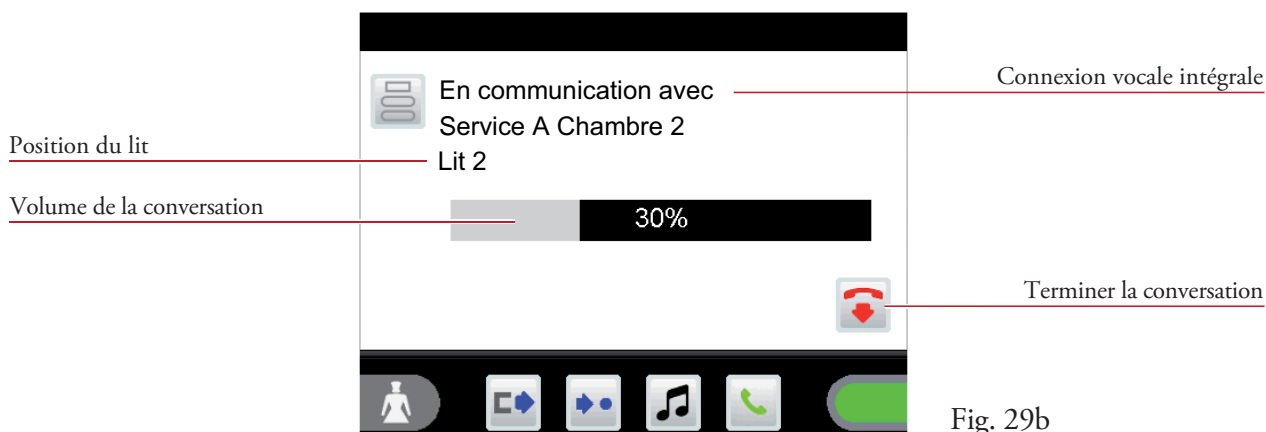 Connexion vocale intégrale
En communication avec
Service A Chambre 2
Position du lit
Lit 2
Volume de la conversation
30%
Terminer la conversation
Fig. 29b